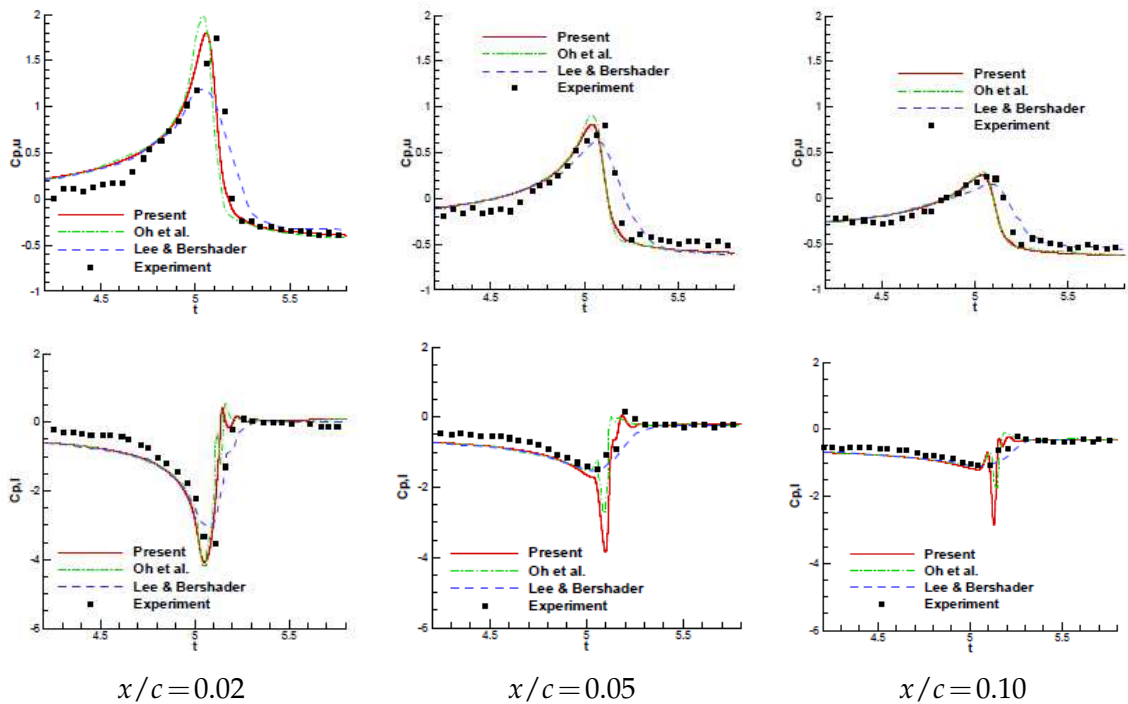 2
1.5
1
0.5
0
-0.5
-1
Cp,u
4.5
5
5.5
t
Present
Oh et al.
Lee & Bershader
Experiment
2
1.5
1
0.5
0
-0.5
-1
Cp,u
4.5
5
5.5
t
Present
Oh et al.
Lee & Bershader
Experiment
2
1.5
1
0.5
0
-0.5
-1
Cp,u
4.5
5
5.5
t
Present
Oh et al.
Lee & Bershader
Experiment
2
0
-2
-4
-6
Cp,l
4.5
5
5.5
t
Present
Oh et al.
Lee & Bershader
Experiment
2
0
-2
-4
-6
Cp,l
4.5
5
5.5
t
Present
Oh et al.
Lee & Bershader
Experiment
2
0
-2
-4
-6
Cp,l
4.5
5
5.5
t
Present
Oh et al.
Lee & Bershader
Experiment
x/c=0.02
x/c=0.05
x/c=0.10